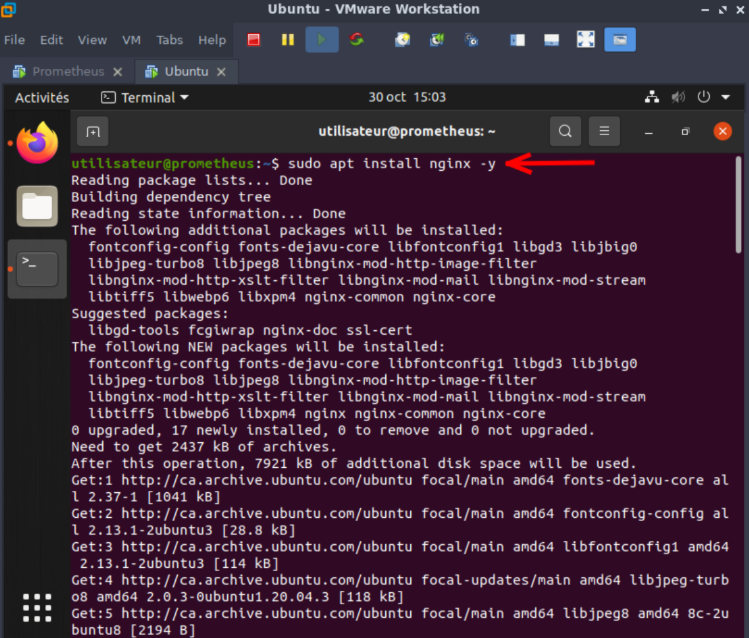 Ubuntu - VMware Workstation
File Edit View VM Tabs Help
Prometheus Ubuntu
Activités Terminal 30 oct 15:03
utilisateur@prometheus: ~
utilisateur@prometheus:~$ sudo apt install nginx -y
Reading package lists... Done
Building dependency tree
Reading state information... Done
The following additional packages will be installed:
  fontconfig-config fonts-dejavu-core libfontconfig1 libgd3 libjbig0
  libjpeg-turbo8 libjpeg8 libnginx-mod-http-image-filter
  libnginx-mod-http-xslt-filter libnginx-mod-mail libnginx-mod-stream
  libtiff5 libwebp6 libxpm4 nginx-common nginx-core
Suggested packages:
  libgd-tools fcgiwrap nginx-doc ssl-cert
The following NEW packages will be installed:
  fontconfig-config fonts-dejavu-core libfontconfig1 libgd3 libjbig0
  libjpeg-turbo8 libjpeg8 libnginx-mod-http-image-filter
  libnginx-mod-http-xslt-filter libnginx-mod-mail libnginx-mod-stream
  libtiff5 libwebp6 libxpm4 nginx nginx-common nginx-core
0 upgraded, 17 newly installed, 0 to remove and 0 not upgraded.
Need to get 2437 kB of archives.
After this operation, 7921 kB of additional disk space will be used.
Get:1 http://ca.archive.ubuntu.com/ubuntu focal/main amd64 fonts-dejavu-core al
l 2.37-1 [1041 kB]
Get:2 http://ca.archive.ubuntu.com/ubuntu focal/main amd64 fontconfig-config al
l 2.13.1-2ubuntu3 [28.8 kB]
Get:3 http://ca.archive.ubuntu.com/ubuntu focal/main amd64 libfontconfig1 amd64
 2.13.1-2ubuntu3 [114 kB]
Get:4 http://ca.archive.ubuntu.com/ubuntu focal-updates/main amd64 libjpeg-turb
o8 amd64 2.0.3-0ubuntu1.20.04.3 [118 kB]
Get:5 http://ca.archive.ubuntu.com/ubuntu focal/main amd64 libjpeg8 amd64 8c-2u
buntu8 [2194 B]